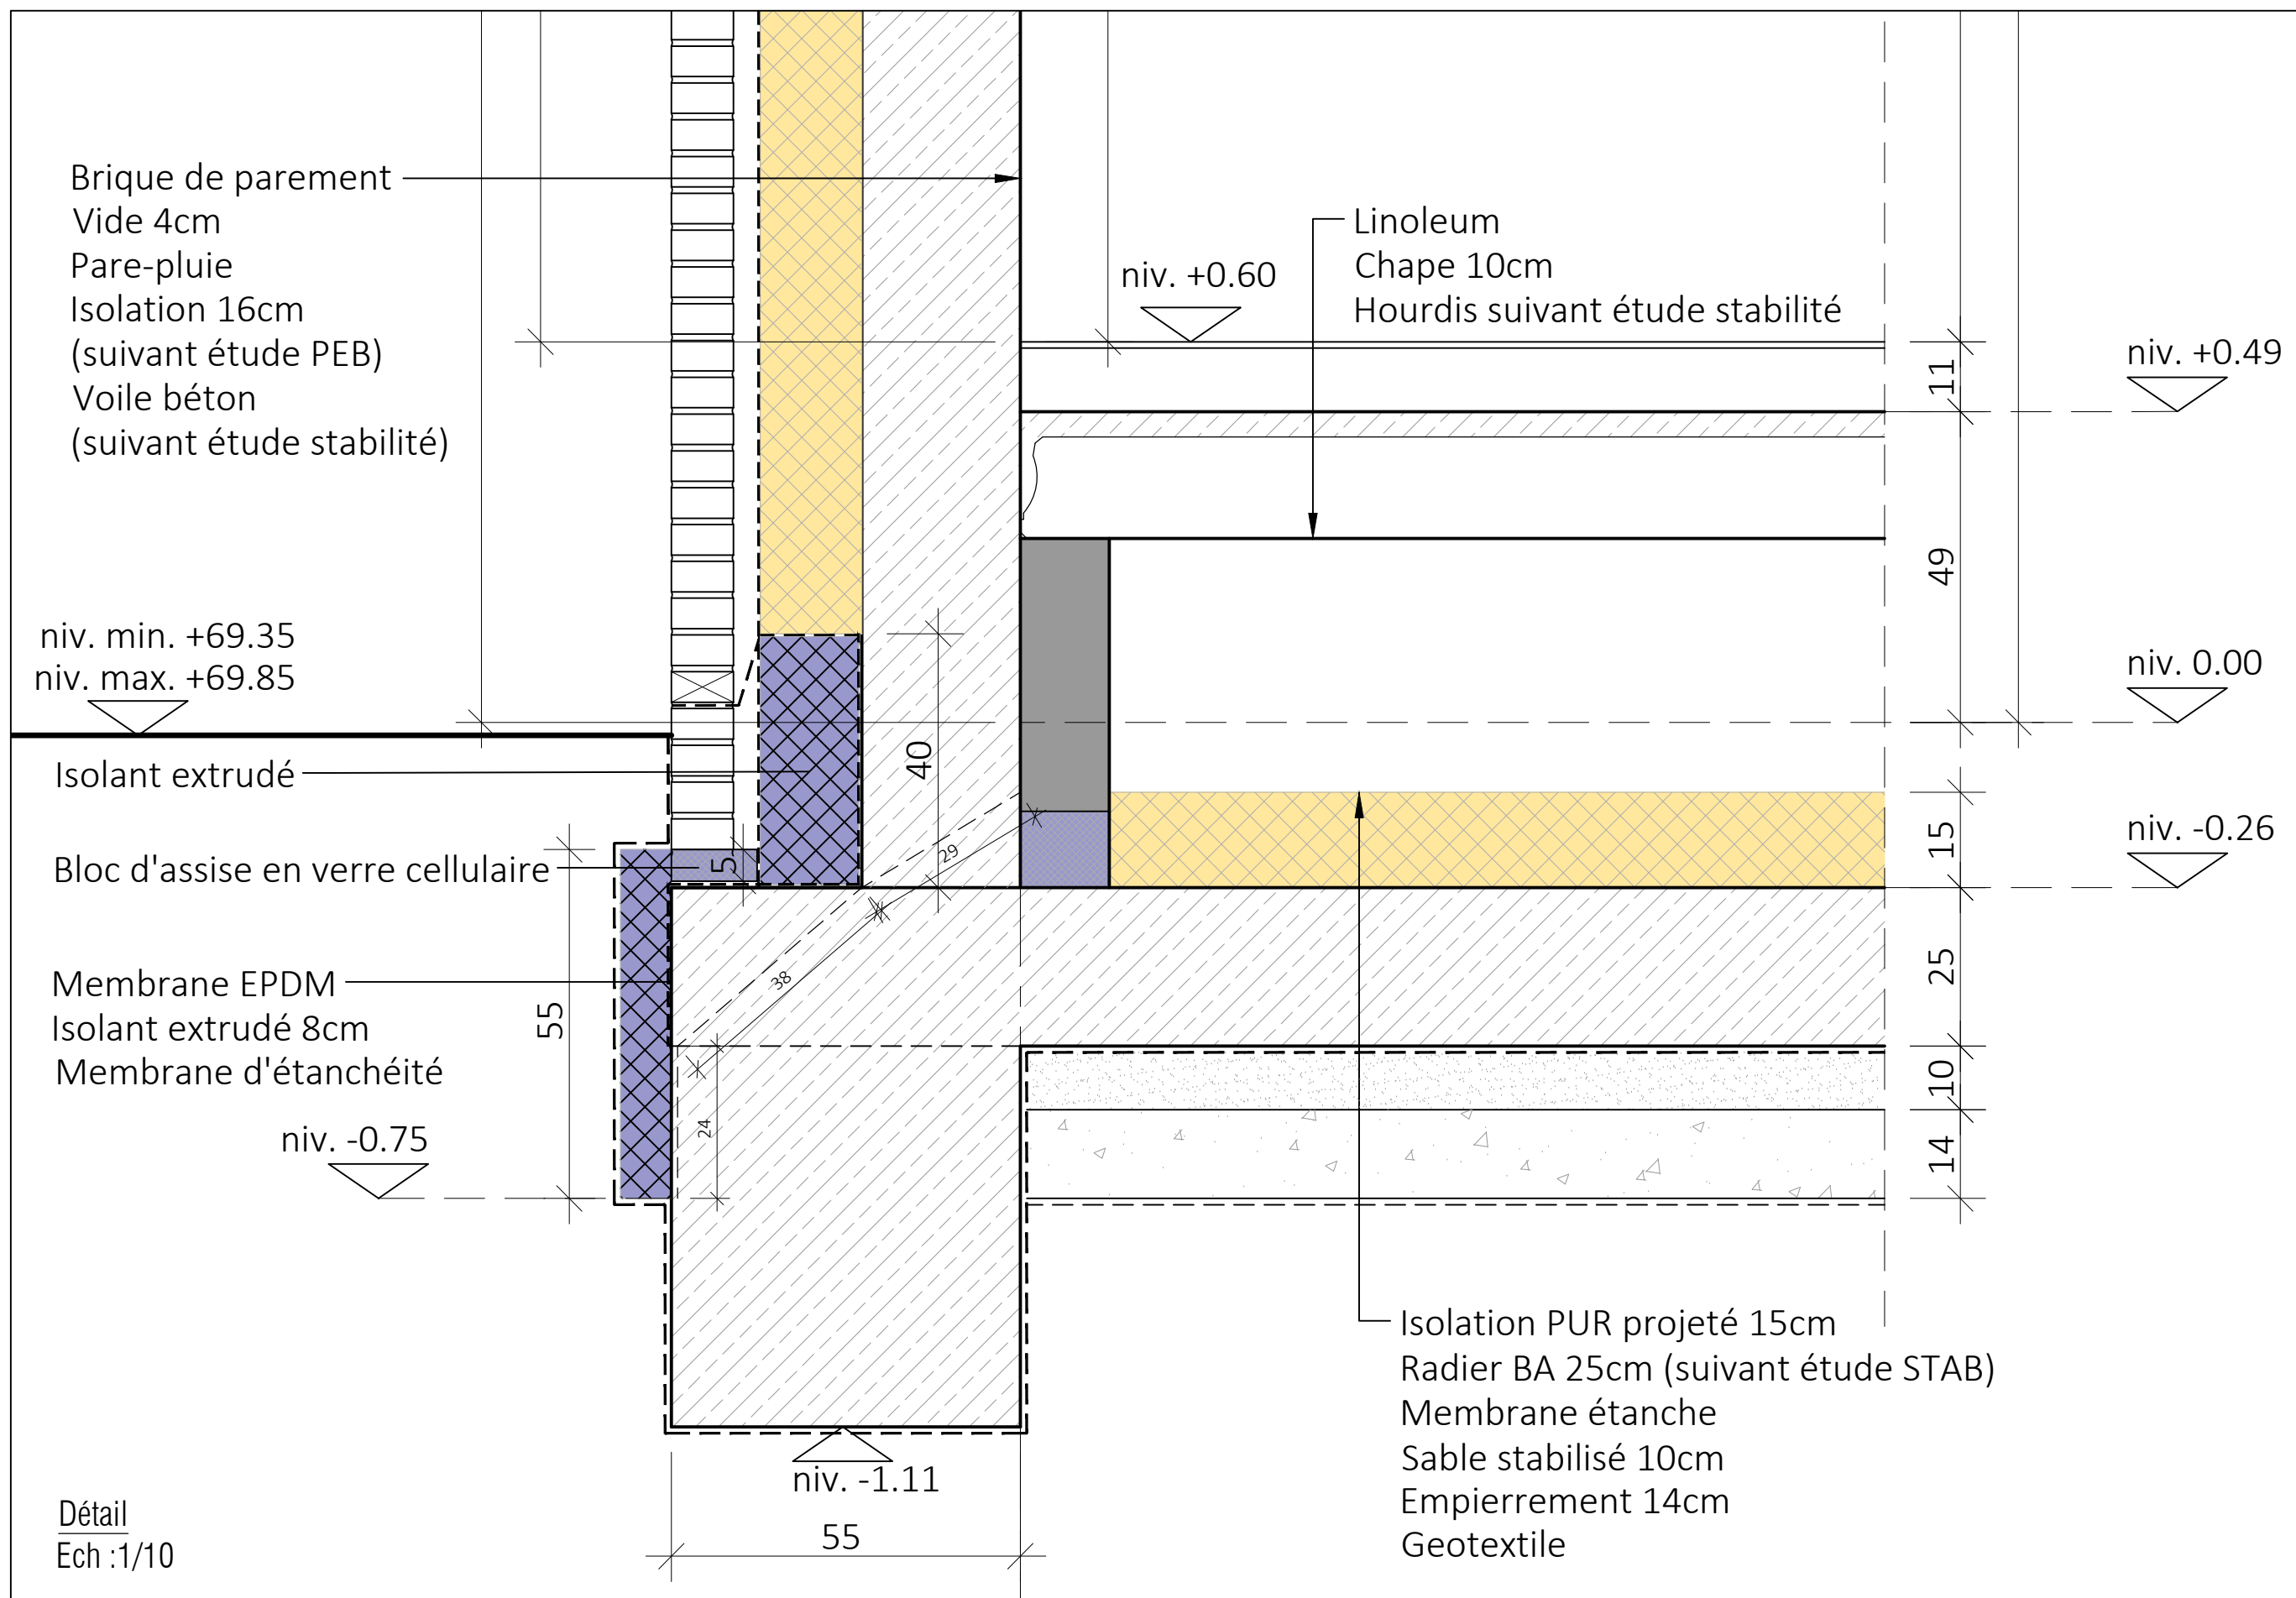 Brique de parement
Vide 4cm
Pare-pluie
Isolation 16cm
(suivant étude PEB)
Voile béton
(suivant étude stabilité)
Linoleum
Chape 10cm
Hourdis suivant étude stabilité
niv. +0.60
niv. +0.49
11
49
niv. min. +69.35
niv. max. +69.85
niv. 0.00
40
Isolant extrudé
15
niv. -0.26
29
5
Bloc d'assise en verre cellulaire
38
25
Membrane EPDM
Isolant extrudé 8cm
Membrane d'étanchéité
55
10
24
14
niv. -0.75
Isolation PUR projeté 15cm
Radier BA 25cm (suivant étude STAB)
Membrane étanche
Sable stabilisé 10cm
Empierrement 14cm
Geotextile
niv. -1.11
55
Détail
Ech :1/10